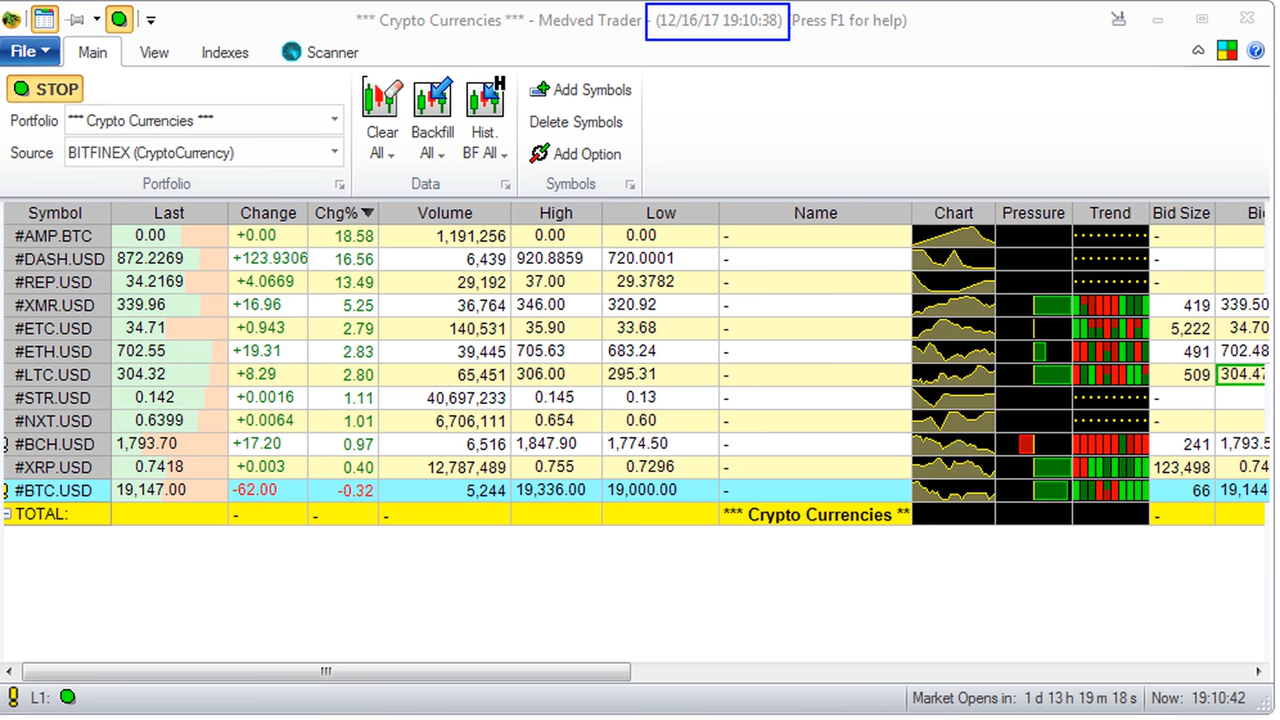 *** Crypto Currencies *** - Medved Trader - (12/16/17 19:10:38) (Press F1 for help)
File Main View Indexes Scanner
STOP
Portfolio *** Crypto Currencies ***
Source BITFINEX (CryptoCurrency)
Portfolio
Clear All
Backfill All
Hist. BF All
Data
Add Symbols
Delete Symbols
Add Option
Symbols
Symbol Last Change Chg% Volume High Low Name Chart Pressure Trend Bid Size
#AMP.BTC 0.00 +0.00 18.58 1,191,256 0.00 0.00 - -
#DASH.USD 872.2269 +123.9306 16.56 6,439 920.8859 720.0001 - -
#REP.USD 34.2169 +4.0669 13.49 29,192 37.00 29.3782 - -
#XMR.USD 339.96 +16.96 5.25 36,764 346.00 320.92 - 419 339.50
#ETC.USD 34.71 +0.943 2.79 140,531 35.90 33.68 - 5,222 34.70
#ETH.USD 702.55 +19.31 2.83 39,445 705.63 683.24 - 491 702.48
#LTC.USD 304.32 +8.29 2.80 65,451 306.00 295.31 - 509 304.47
#STR.USD 0.142 +0.0016 1.11 40,697,233 0.145 0.13 - -
#NXT.USD 0.6399 +0.0064 1.01 6,706,111 0.654 0.60 - -
#BCH.USD 1,793.70 +17.20 0.97 6,516 1,847.90 1,774.50 - 241 1,793.5
#XRP.USD 0.7418 +0.003 0.40 12,787,489 0.755 0.7296 - 123,498 0.74
#BTC.USD 19,147.00 -62.00 -0.32 5,244 19,336.00 19,000.00 - 66 19,144
TOTAL: - - - *** Crypto Currencies ** -
L1: Market Opens in: 1 d 13 h 19 m 18 s Now: 19:10:42